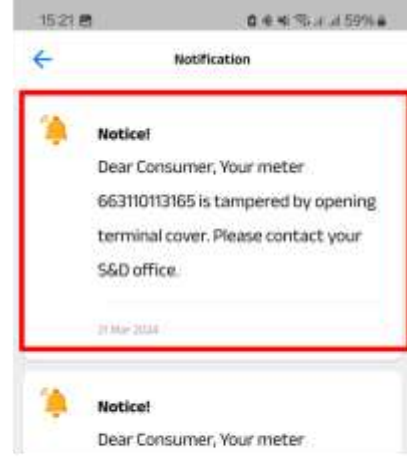 15:21
59%
Notification
Notice!
Dear Consumer, Your meter
663110113165 is tampered by opening
terminal cover. Please contact your
S&D office.
21 Mar 2024
Notice!
Dear Consumer, Your meter